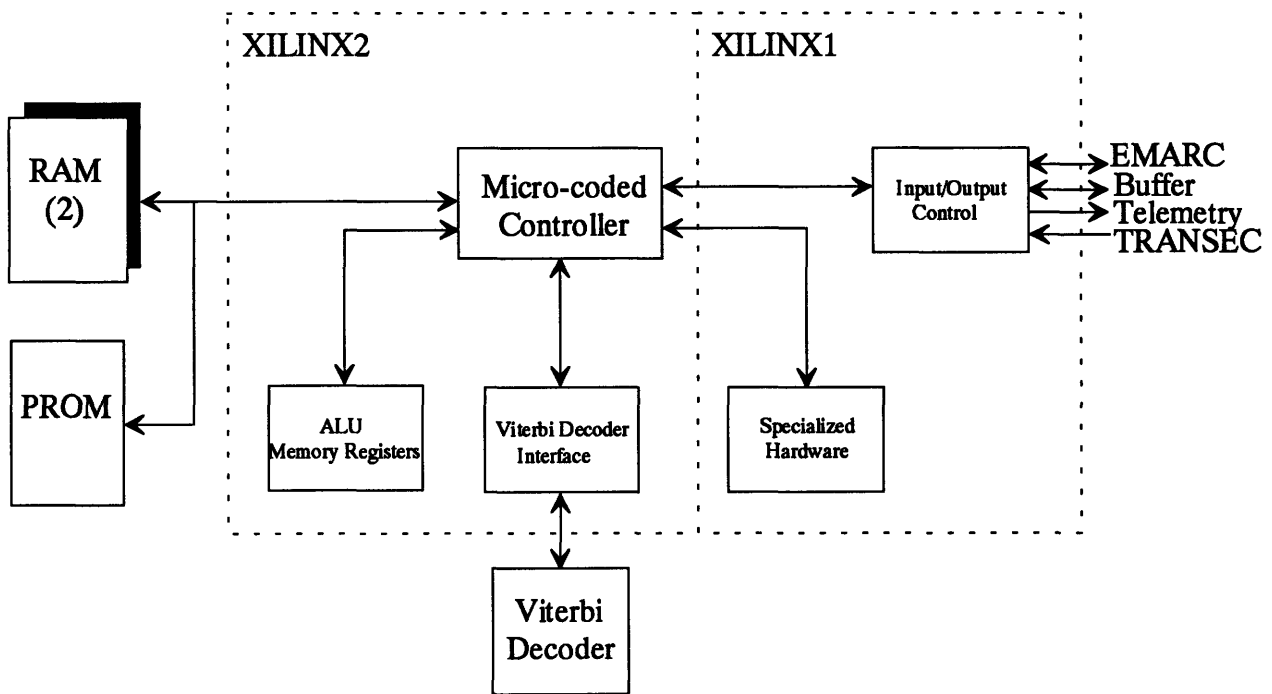 XILINX2
XILINX1
RAM
(2)
Micro-coded
Controller
Input/Output
Control
EMARC
Buffer
Telemetry
TRANSEC
PROM
ALU
Memory Registers
Viterbi Decoder
Interface
Specialized
Hardware
Viterbi
Decoder